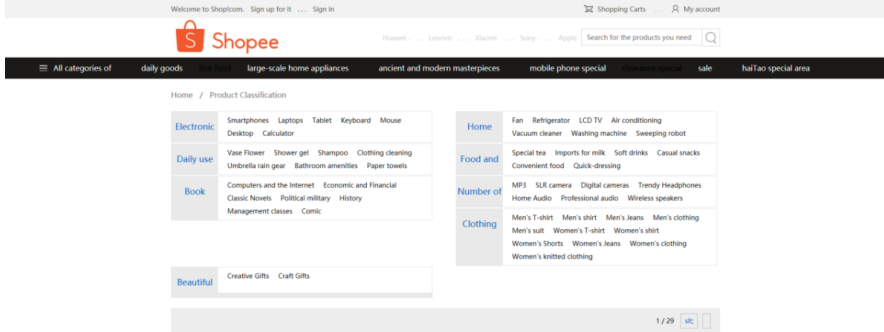 Welcome to Shop!com. Sign up for it ... Sign in
Shopping Carts ... My account
Shopee
Huawei - ... Lenovo ... Xiaomi ... Sony - ... Apple
Search for the products you need
All categories of daily goods large-scale home appliances ancient and modern masterpieces mobile phone special clearance special sale haiTao special area
Home / Product Classification
Electronic
Smartphones Laptops Tablet Keyboard Mouse
Desktop Calculator
Daily use
Vase Flower Shower gel Shampoo Clothing cleaning
Umbrella rain gear Bathroom amenities Paper towels
Book
Computers and the Internet Economic and Financial
Classic Novels Political military History
Management classes Comic
Beautiful
Creative Gifts Craft Gifts
Home
Fan Refrigerator LCD TV Air conditioning
Vacuum cleaner Washing machine Sweeping robot
Food and
Special tea Imports for milk Soft drinks Casual snacks
Convenient food Quick-dressing
Number of
MP3 SLR camera Digital cameras Trendy Headphones
Home Audio Professional audio Wireless speakers
Clothing
Men's T-shirt Men's shirt Men's Jeans Men's clothing
Men's suit Women's T-shirt Women's shirt
Women's Shorts Women's Jeans Women's clothing
Women's knitted clothing
1 / 29